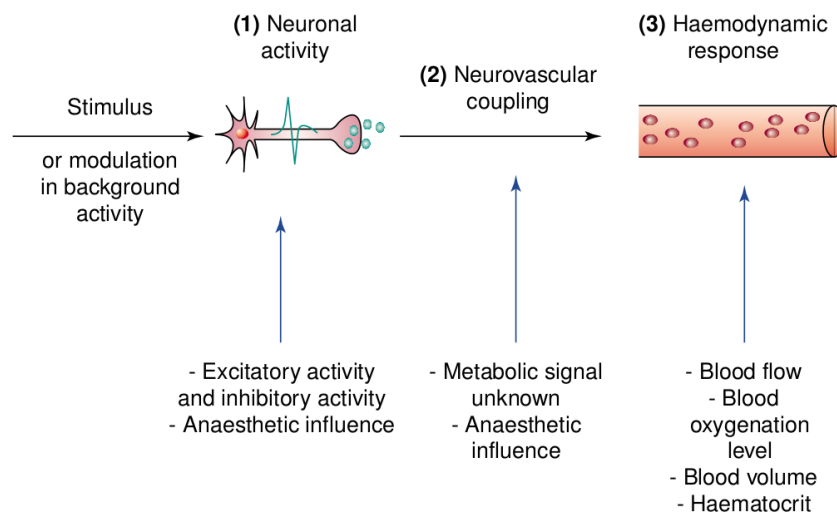 (1) Neuronal
activity
(2) Neurovascular
coupling
(3) Haemodynamic
response
Stimulus
or modulation
in background
activity
- Excitatory activity
and inhibitory activity
- Anaesthetic influence
- Metabolic signal
unknown
- Anaesthetic
influence
- Blood flow
- Blood
oxygenation
level
- Blood volume
- Haematocrit